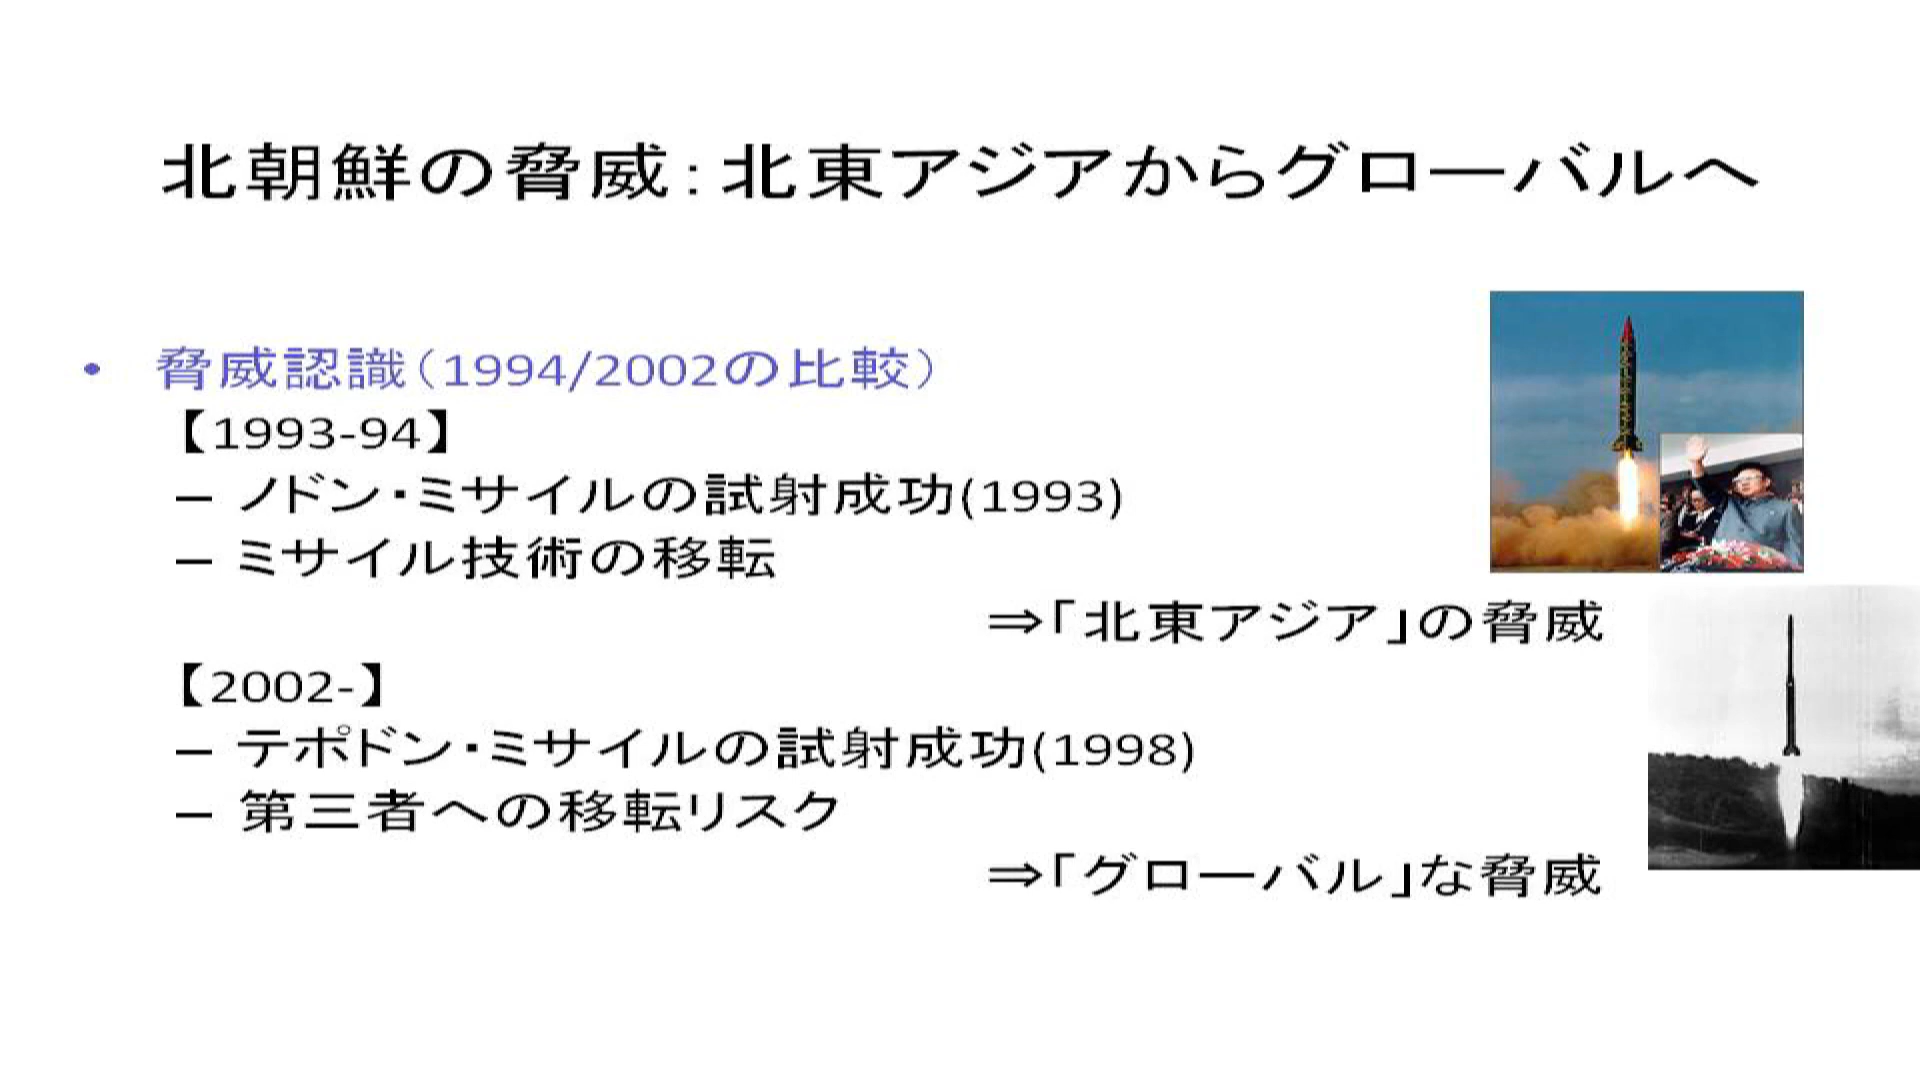 北朝鮮の脅威：北東アジアからグローバルへ
• 脅威認識（1994/2002の比較）
【1993-94】
– ノドン・ミサイルの試射成功(1993)
– ミサイル技術の移転
⇒「北東アジア」の脅威
【2002-】
– テポドン・ミサイルの試射成功(1998)
– 第三者への移転リスク
⇒「グローバル」な脅威